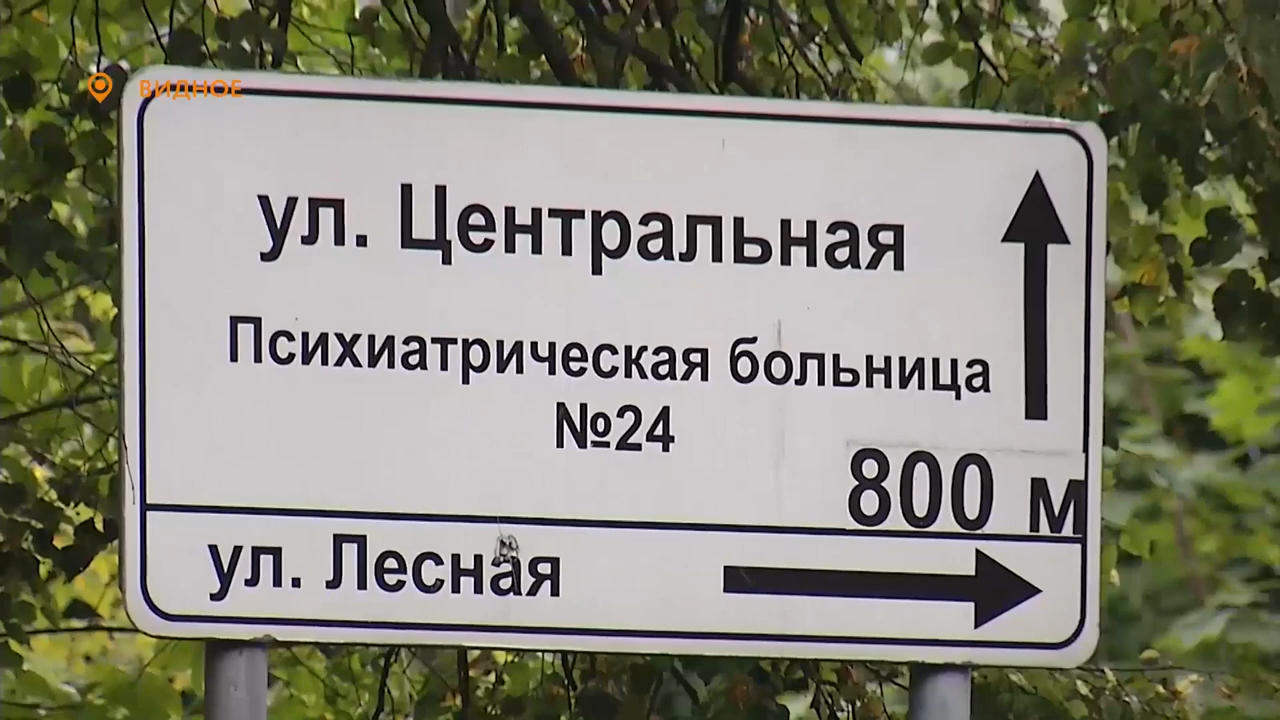 ВИДНОЕ
ул. Центральная
Психиатрическая больница
№24
800 м
ул. Лесная